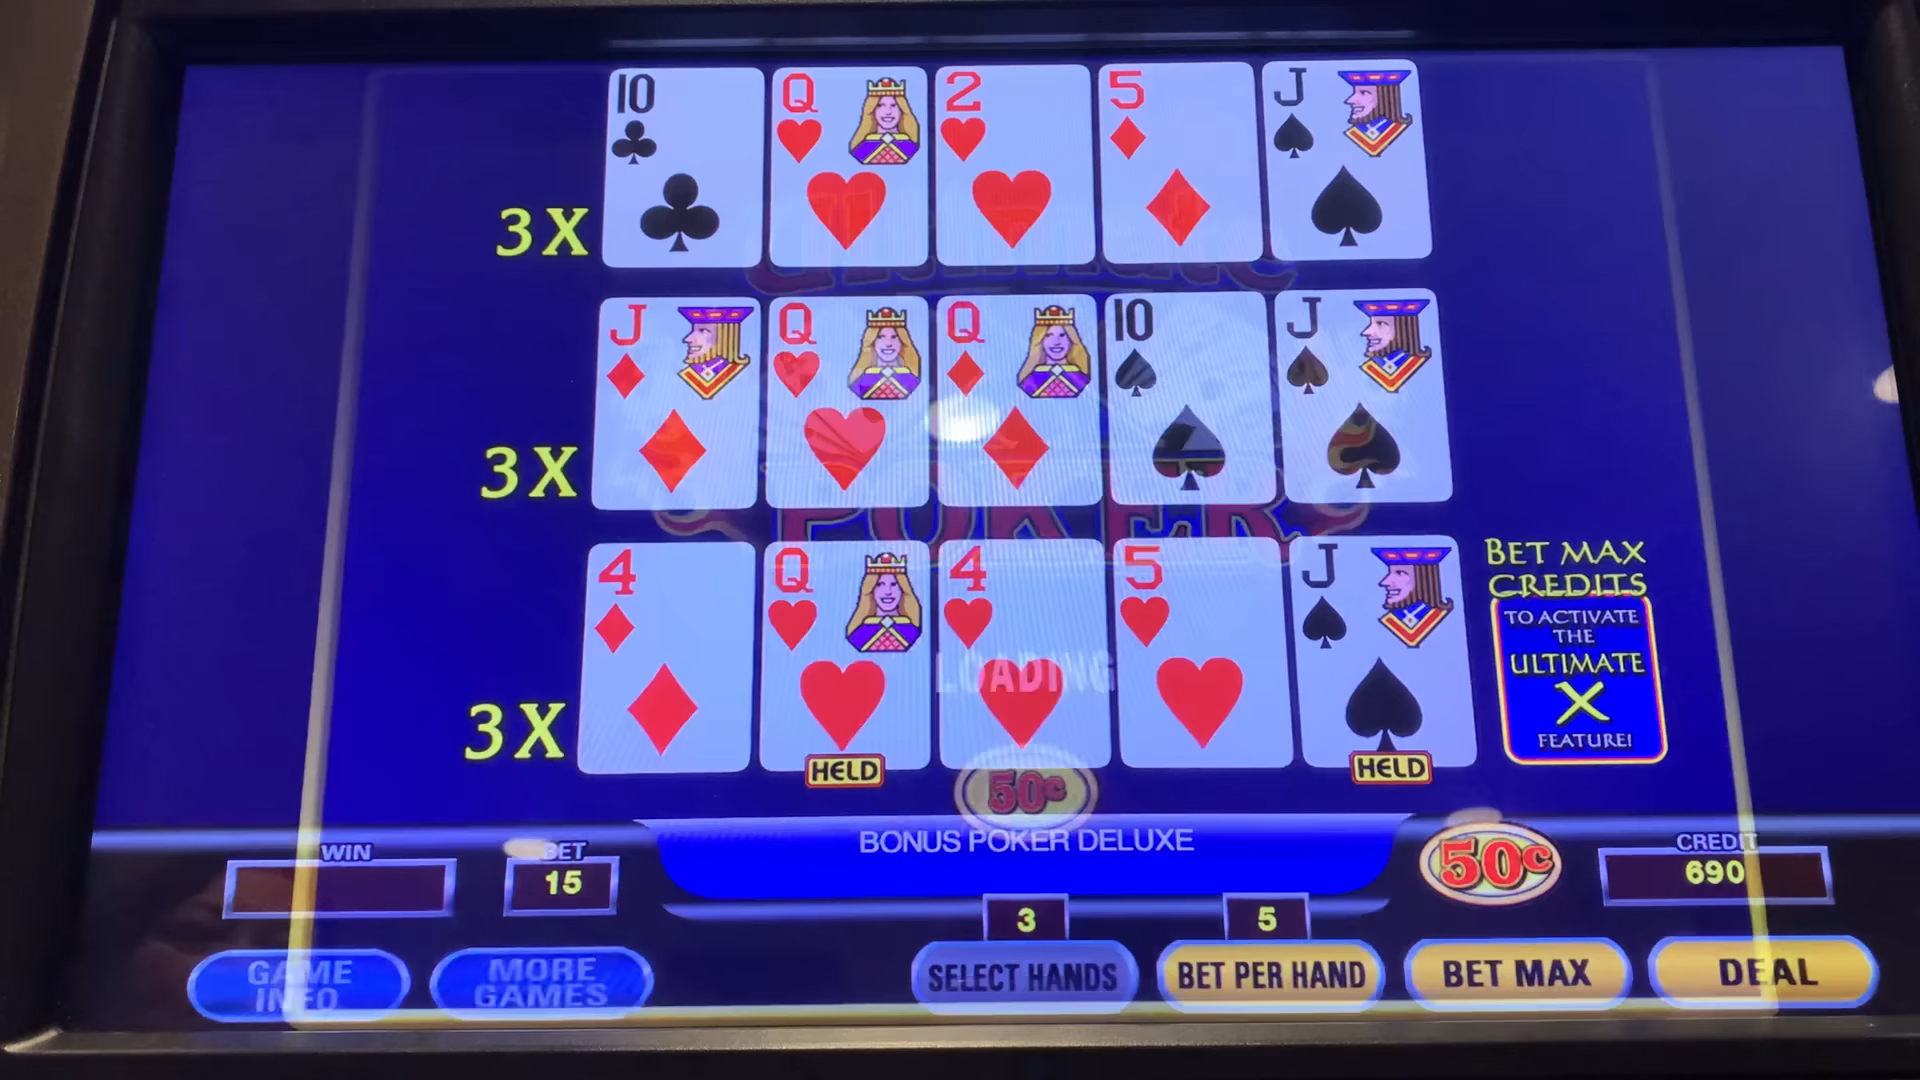 10 Q 2 5 J
3X
J Q Q 10 J
3X
4 Q 4 5 J
3X
HELD HELD
BET MAX
CREDITS
TO ACTIVATE
THE
ULTIMATE
X
FEATURE!
POKER
LOADING
50¢
BONUS POKER DELUXE
50¢
WIN
BET
15
CREDIT
690
3
5
GAME
INFO
MORE
GAMES
SELECT HANDS
BET PER HAND
BET MAX
DEAL